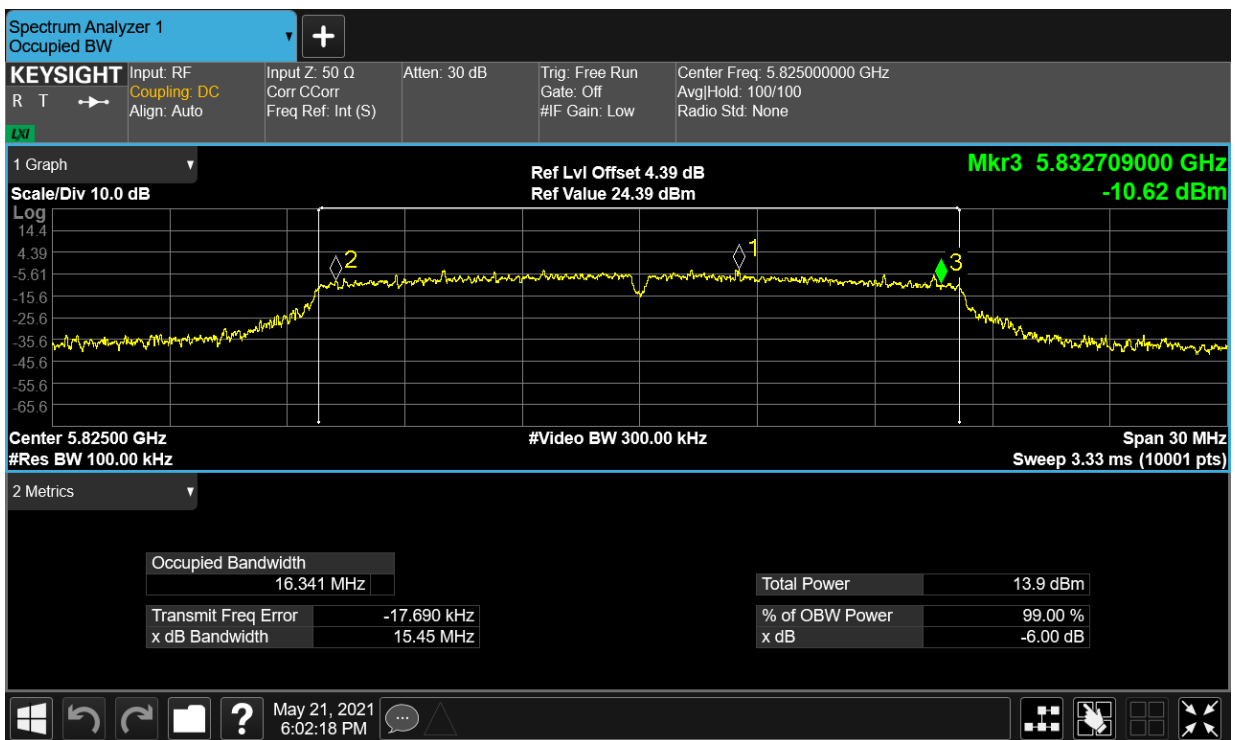 Spectrum Analyzer 1
Occupied BW
KEYSIGHT
R T
LXI
Input: RF
Coupling: DC
Align: Auto
Input Z: 50 Ω
Corr CCorr
Freq Ref: Int (S)
Atten: 30 dB
Trig: Free Run
Gate: Off
#IF Gain: Low
Center Freq: 5.825000000 GHz
Avg|Hold: 100/100
Radio Std: None
1 Graph
Scale/Div 10.0 dB
Ref Lvl Offset 4.39 dB
Ref Value 24.39 dBm
Mkr3 5.832709000 GHz
-10.62 dBm
Log
14.4
4.39
-5.61
-15.6
-25.6
-35.6
-45.6
-55.6
-65.6
2
1
3
Center 5.82500 GHz
#Res BW 100.00 kHz
#Video BW 300.00 kHz
Span 30 MHz
Sweep 3.33 ms (10001 pts)
2 Metrics
Occupied Bandwidth
16.341 MHz
Transmit Freq Error -17.690 kHz
x dB Bandwidth 15.45 MHz
Total Power 13.9 dBm
% of OBW Power 99.00 %
x dB -6.00 dB
?
May 21, 2021
6:02:18 PM